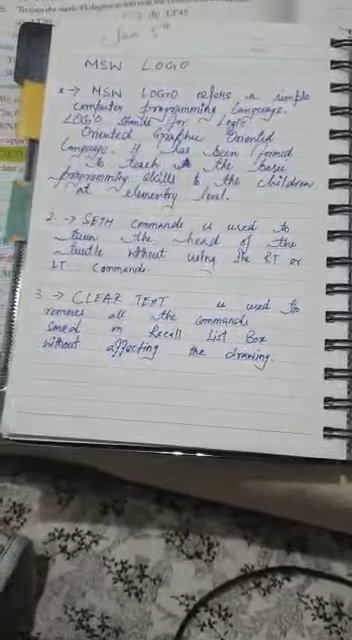 MSW LOGO
1 → MSW LOGO refers a simple
computer programming language.
LOGO stands for Logic
Oriented Graphic Oriented
Language. It has been formed
to teach the basic
programming skills to the children
at elementry level.
2. → SETH commands is used to
turn the head of the
turtle without using the RT or
LT commands
3 → CLEAR TEXT is used to
remove all the commands
saved in Recall List Box
without affecting the drawing.